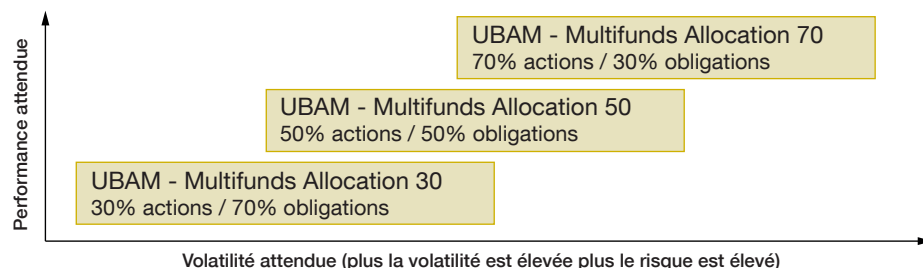 Performance attendue
UBAM - Multifunds Allocation 70
70% actions / 30% obligations
UBAM - Multifunds Allocation 50
50% actions / 50% obligations
UBAM - Multifunds Allocation 30
30% actions / 70% obligations
Volatilité attendue (plus la volatilité est élevée plus le risque est élevé)